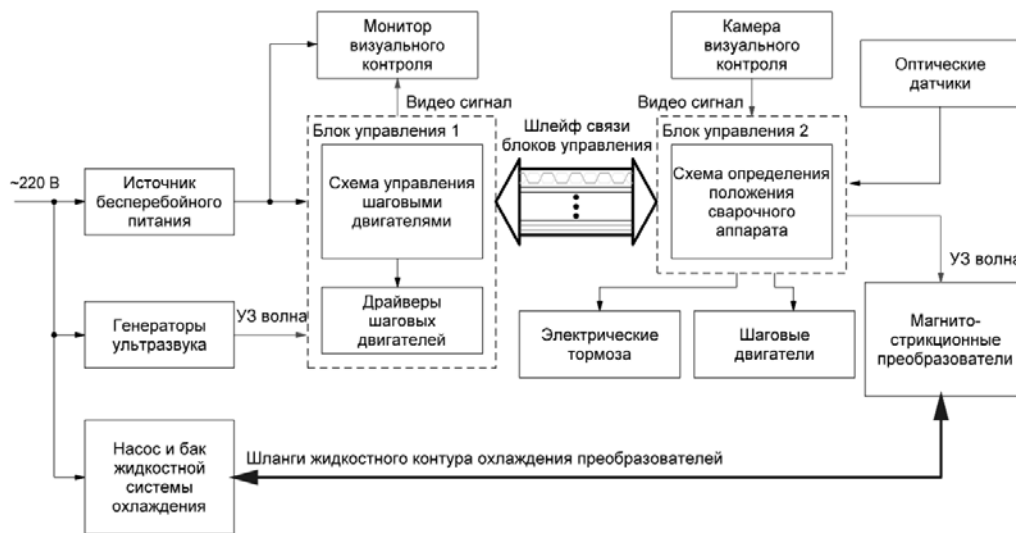 Монитор
визуального
контроля
Камера
визуального
контроля
Оптические
датчики
Видео сигнал
Видео сигнал
Блок управления 1
Шлейф связи
блоков управления
Блок управления 2
~220 В
Источник
бесперебойного
питания
Схема управления
шаговыми
двигателями
Схема определения
положения
сварочного
аппарата
УЗ волна
Генераторы
ультразвука
УЗ волна
Драйверы
шаговых
двигателей
Электрические
тормоза
Шаговые
двигатели
Магнито-
стрикционные
преобразователи
Насос и бак
жидкостной
системы
охлаждения
Шланги жидкостного контура охлаждения преобразователей